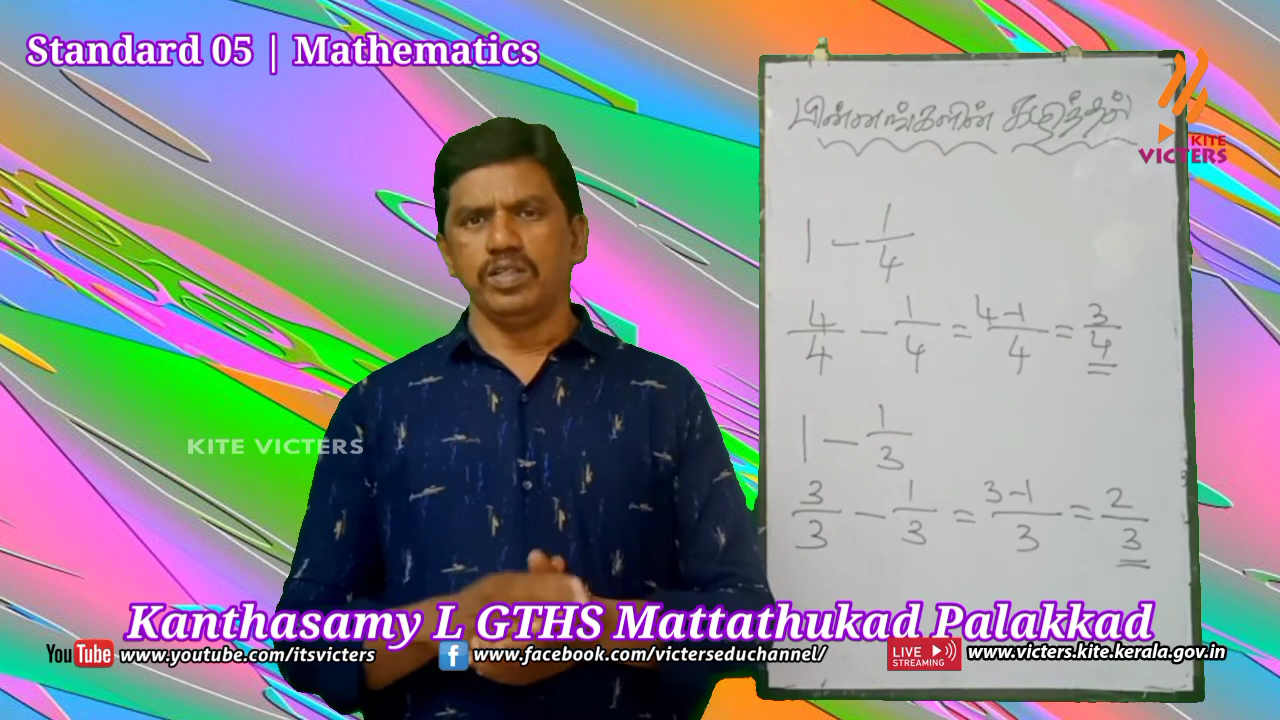 Standard 05 | Mathematics
பின்னங்களின் கழித்தல்
KITE
VICTERS
1 - 1/4
4/4 - 1/4 = 4-1/4 = 3/4
KITE VICTERS
1 - 1/3
3/3 - 1/3 = 3-1/3 = 2/3
Kanthasamy L GTHS Mattathukad Palakkad
YouTube www.youtube.com/itsvicters
f www.facebook.com/victerseduchannel/
LIVE STREAMING www.victers.kite.kerala.gov.in